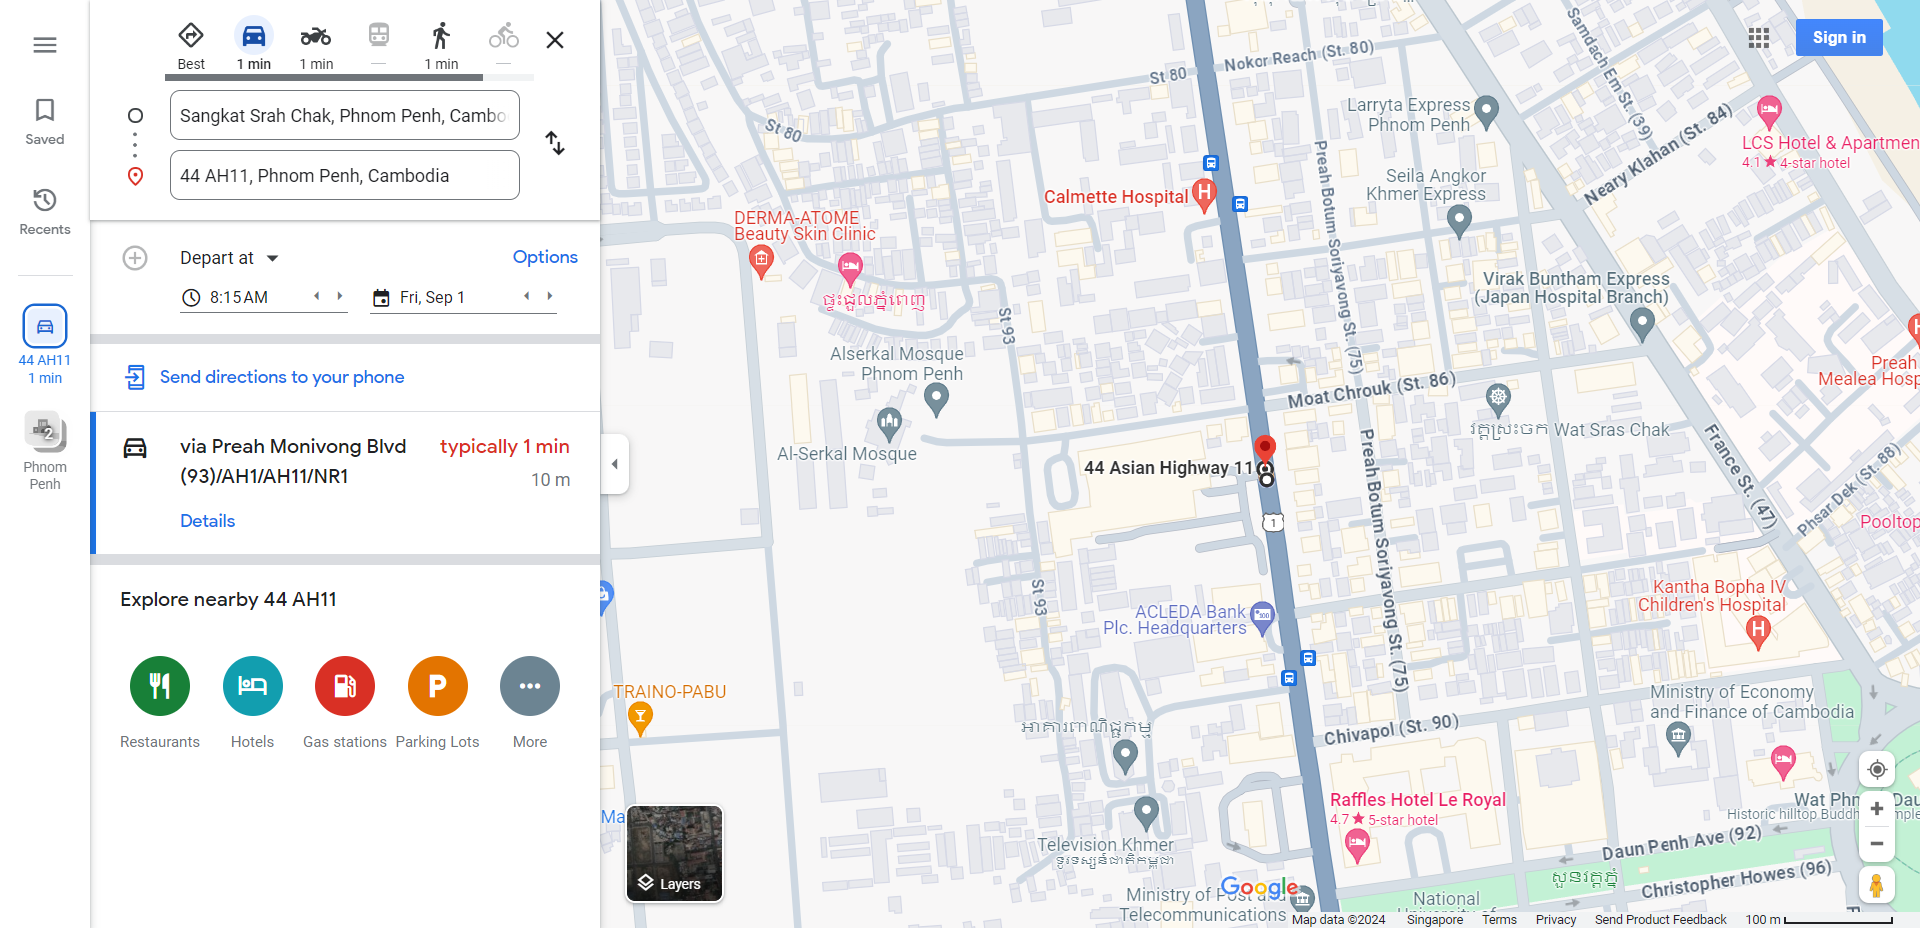 Saved
Recents
44 AH11
1 min
2
Phnom
Penh
Best
1 min
1 min
—
1 min
—
Sangkat Srah Chak, Phnom Penh, Cambo
44 AH11, Phnom Penh, Cambodia
Depart at
Options
8:15 AM
Fri, Sep 1
Send directions to your phone
via Preah Monivong Blvd
(93)/AH1/AH11/NR1
typically 1 min
10 m
Details
Explore nearby 44 AH11
Restaurants
Hotels
Gas stations
Parking Lots
More
Sign in
Nokor Reach (St. 80)
St 80
St 80
Samdach Em St. (39)
Larryta Express
Phnom Penh
LCS Hotel & Apartmen
4.1★ 4-star hotel
Neary Klahan (St. 84)
Calmette Hospital
Seila Angkor
Khmer Express
DERMA-ATOME
Beauty Skin Clinic
ផ្ទះជួលភ្នំពេញ
St 93
Preah Botum Soriyavong St. (75)
Virak Buntham Express
(Japan Hospital Branch)
Alserkal Mosque
Phnom Penh
Al-Serkal Mosque
Moat Chrouk (St. 86)
Preah
Mealea Hosp
វត្តស្រះចក Wat Sras Chak
44 Asian Highway 11
1
France St. (47)
Phsar Dek (St. 88)
Pooltop
Preah Botum Soriyavong St. (75)
St 93
Kantha Bopha IV
Children's Hospital
ACLEDA Bank
Plc. Headquarters
TRAINO-PABU
អាគារពាណិជ្ជកម្ម
Chivapol (St. 90)
Ministry of Economy
and Finance of Cambodia
Raffles Hotel Le Royal
4.7★ 5-star hotel
Wat Phn
Dau
Historic hilltop Buddh
mple
Ma
Layers
Television Khmer
ទូរទស្សន៍ជាតិកម្ពុជា
Daun Penh Ave (92)
សួនវត្តភ្នំ
Christopher Howes (96)
Ministry of Post and
Telecommunications
Google
National
Map data ©2024
Singapore
Terms
Privacy
Send Product Feedback
100 m